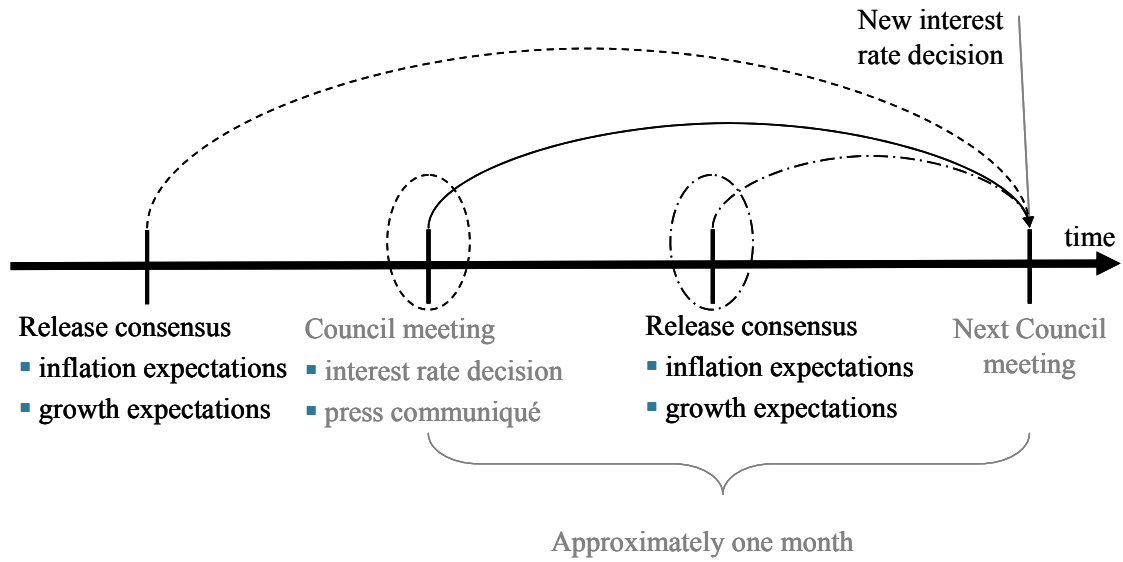 New interest
rate decision
time
Release consensus
▪ inflation expectations
▪ growth expectations
Council meeting
▪ interest rate decision
▪ press communiqué
Release consensus
▪ inflation expectations
▪ growth expectations
Next Council
meeting
Approximately one month